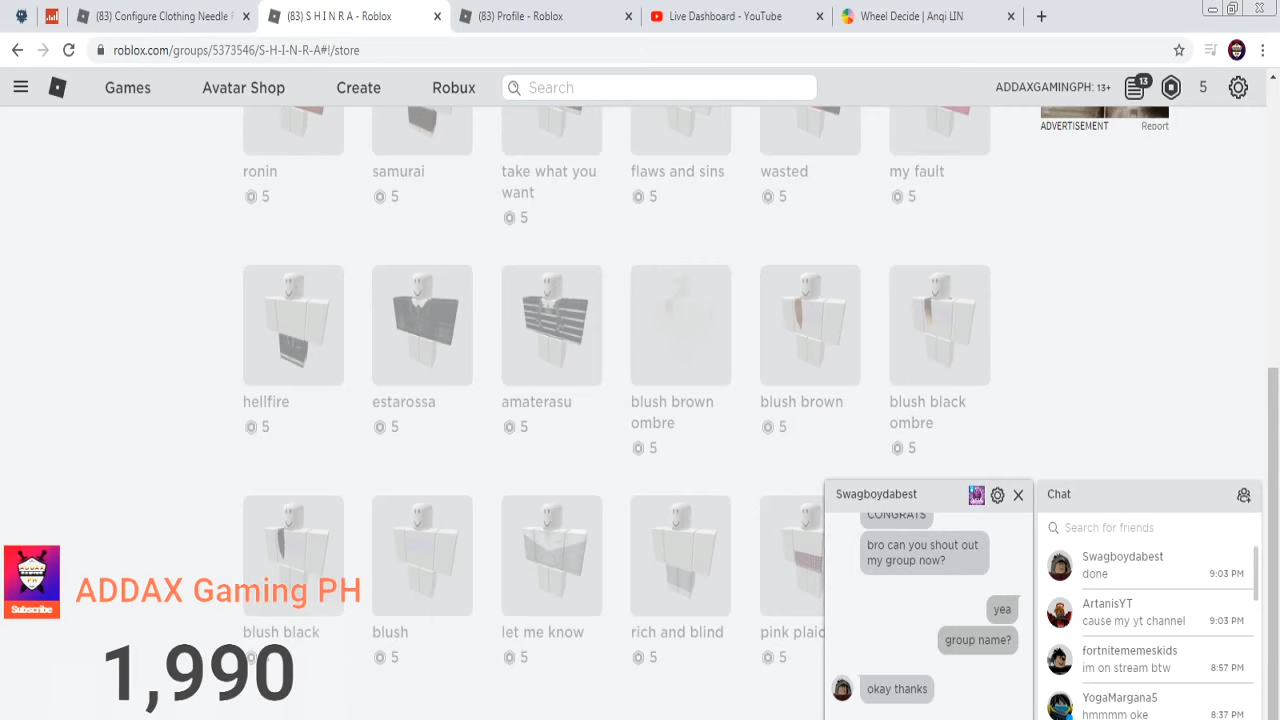 (83) Configure Clothing Needle F
(83) S H I N R A - Roblox
(83) Profile - Roblox
Live Dashboard - YouTube
Wheel Decide | Anqi LIN
roblox.com/groups/5373546/S-H-I-N-R-A#!/store
Games
Avatar Shop
Create
Robux
Search
ADDAXGAMINGPH: 13+
13
5
ADVERTISEMENT
Report
ronin
samurai
take what you
want
flaws and sins
wasted
my fault
5
5
5
5
5
5
hellfire
estarossa
amaterasu
blush brown
ombre
blush brown
blush black
ombre
5
5
5
5
5
5
blush black
blush
let me know
rich and blind
pink plaid
5
5
5
5
5
Swagboydabest
CONGRATS
bro can you shout out
my group now?
yea
group name?
okay thanks
Chat
Search for friends
Swagboydabest
done
9:03 PM
ArtanisYT
cause my yt channel
9:03 PM
fortnitememeskids
im on stream btw
8:57 PM
YogaMargana5
hmmmm oke
8:37 PM
ADDAX
PH
Subscribe
ADDAX Gaming PH
1,990